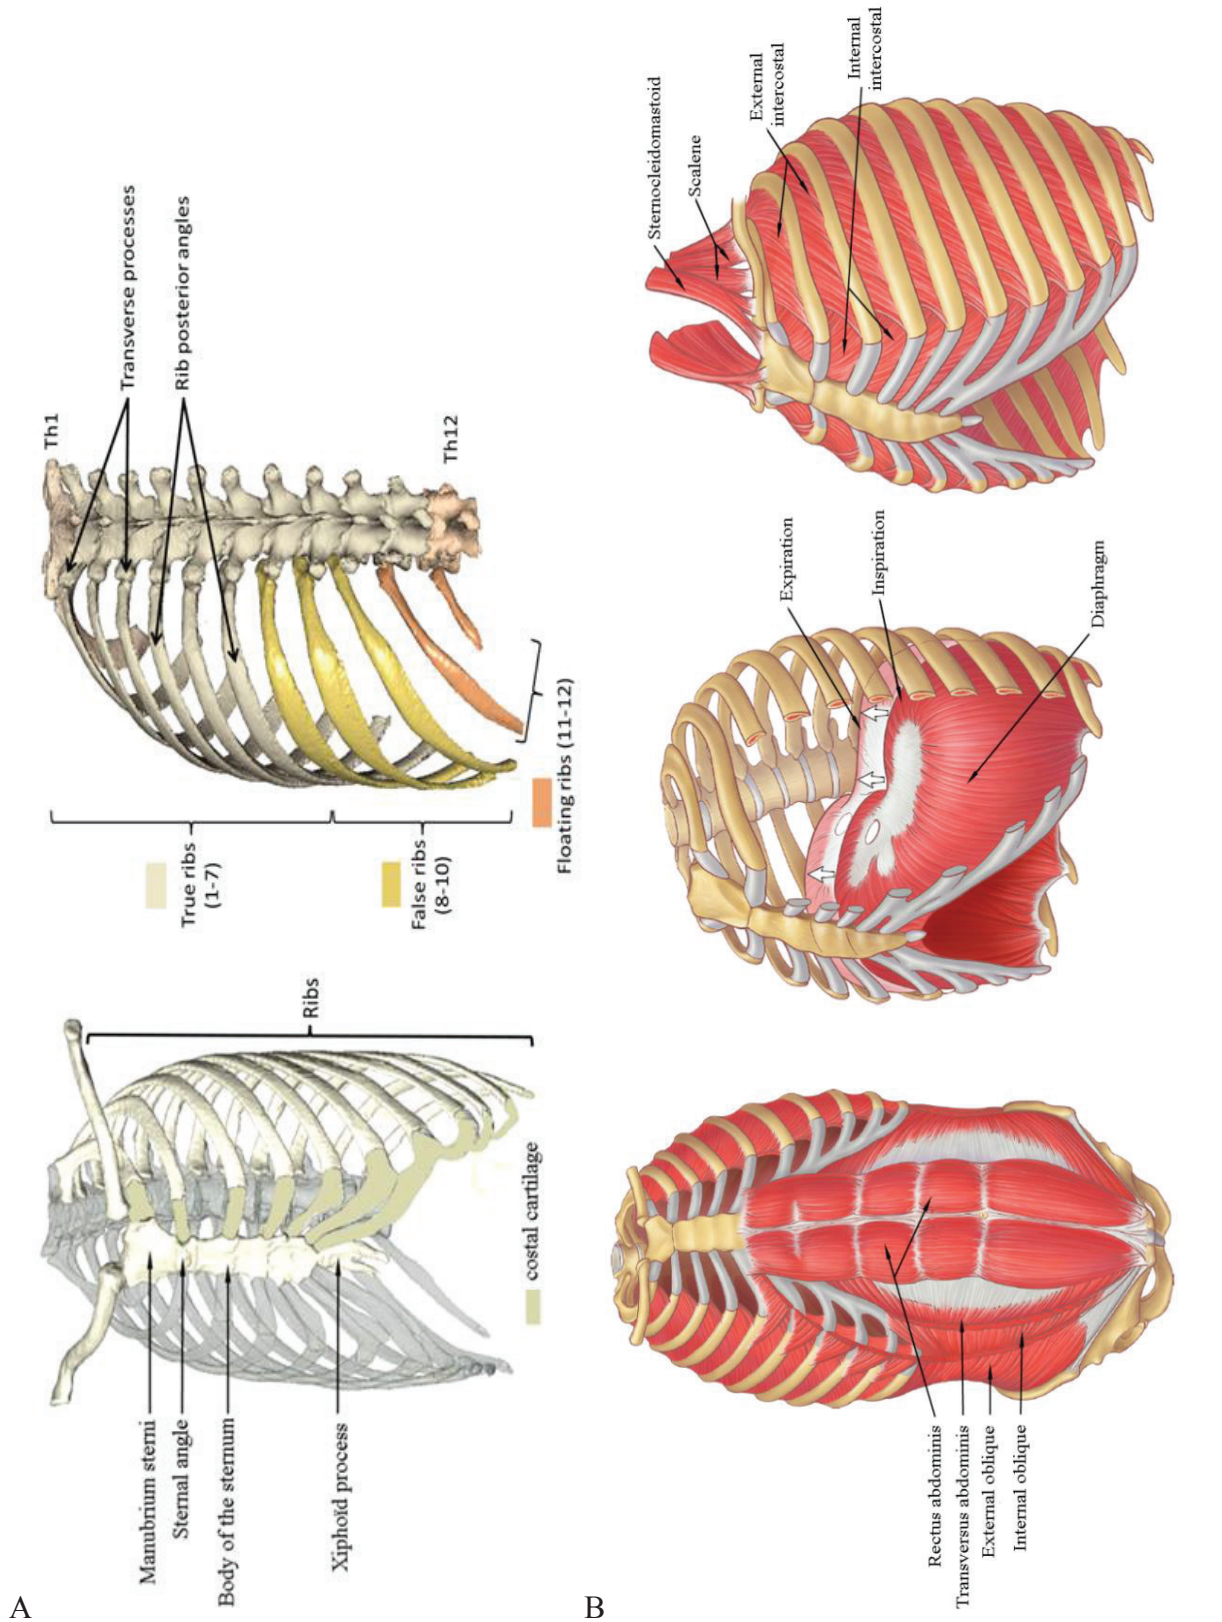 A
Manubrium sterni
Sternal angle
Body of the sternum
Xiphoïd process
Ribs
costal cartilage
True ribs
(1-7)
False ribs
(8-10)
Floating ribs (11-12)
Th1
Th12
Transverse processes
Rib posterior angles
B
Rectus abdominis
Transversus abdominis
External oblique
Internal oblique
Expiration
Inspiration
Diaphragm
Sternocleidomastoid
Scalene
External
intercostal
Internal
intercostal